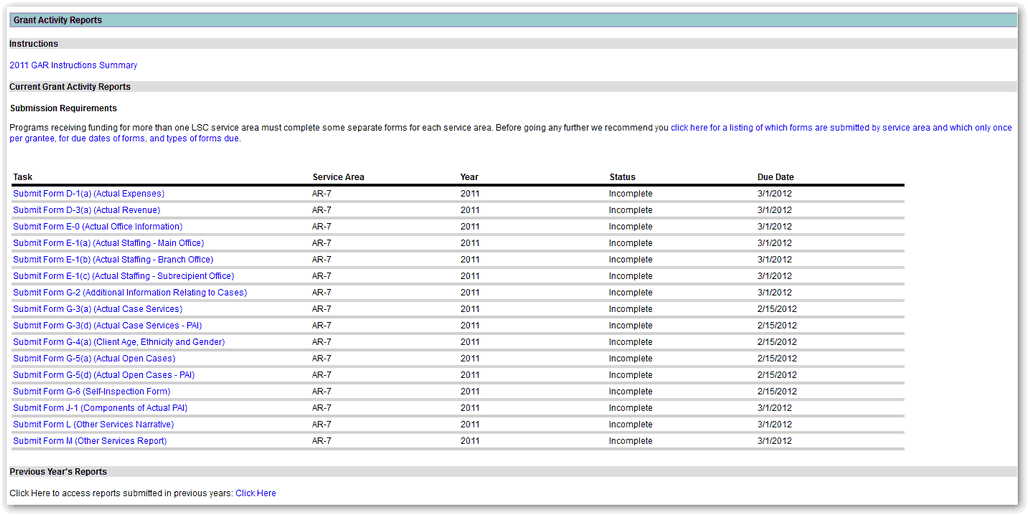 Grant Activity Reports
Instructions
2011 GAR Instructions Summary
Current Grant Activity Reports
Submission Requirements
Programs receiving funding for more than one LSC service area must complete some separate forms for each service area. Before going any further we recommend you click here for a listing of which forms are submitted by service area and which only once
per grantee, for due dates of forms, and types of forms due.
Task Service Area Year Status Due Date
Submit Form D-1(a) (Actual Expenses) AR-7 2011 Incomplete 3/1/2012
Submit Form D-3(a) (Actual Revenue) AR-7 2011 Incomplete 3/1/2012
Submit Form E-0 (Actual Office Information) AR-7 2011 Incomplete 3/1/2012
Submit Form E-1(a) (Actual Staffing - Main Office) AR-7 2011 Incomplete 3/1/2012
Submit Form E-1(b) (Actual Staffing - Branch Office) AR-7 2011 Incomplete 3/1/2012
Submit Form E-1(c) (Actual Staffing - Subrecipient Office) AR-7 2011 Incomplete 3/1/2012
Submit Form G-2 (Additional Information Relating to Cases) AR-7 2011 Incomplete 3/1/2012
Submit Form G-3(a) (Actual Case Services) AR-7 2011 Incomplete 2/15/2012
Submit Form G-3(d) (Actual Case Services - PAI) AR-7 2011 Incomplete 2/15/2012
Submit Form G-4(a) (Client Age, Ethnicity and Gender) AR-7 2011 Incomplete 2/15/2012
Submit Form G-5(a) (Actual Open Cases) AR-7 2011 Incomplete 2/15/2012
Submit Form G-5(d) (Actual Open Cases - PAI) AR-7 2011 Incomplete 2/15/2012
Submit Form G-6 (Self-Inspection Form) AR-7 2011 Incomplete 2/15/2012
Submit Form J-1 (Components of Actual PAI) AR-7 2011 Incomplete 3/1/2012
Submit Form L (Other Services Narrative) AR-7 2011 Incomplete 3/1/2012
Submit Form M (Other Services Report) AR-7 2011 Incomplete 3/1/2012
Previous Year's Reports
Click Here to access reports submitted in previous years: Click Here